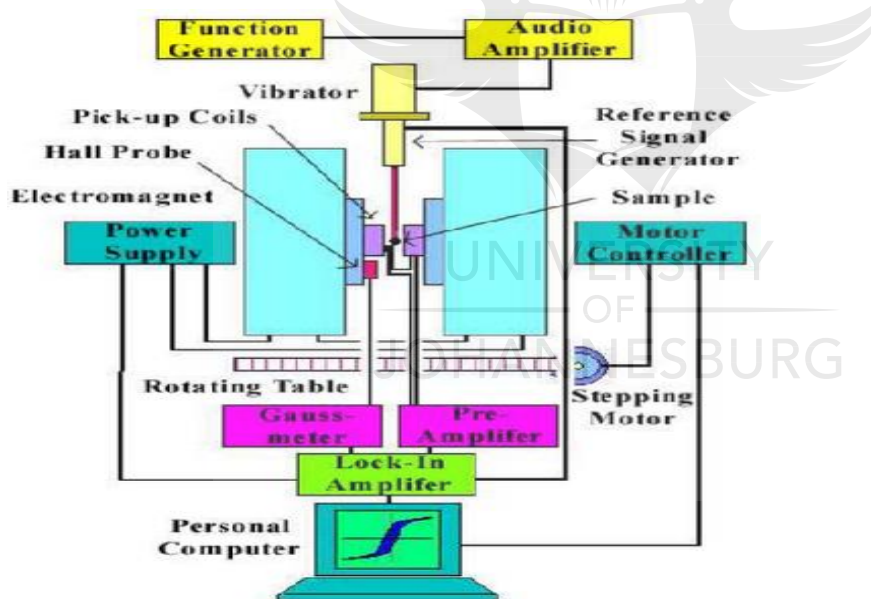 Function
Generator
Audio
Amplifier
Vibrator
Pick-up Coils
Hall Probe
Electromagnet
Reference
Signal
Generator
Sample
Power
Supply
Motor
Controller
UNIVERSITY
OF
JOHANNESBURG
Rotating Table
Stepping
Motor
Gauss-
meter
Pre-
Amplifer
Lock-In
Amplifer
Personal
Computer